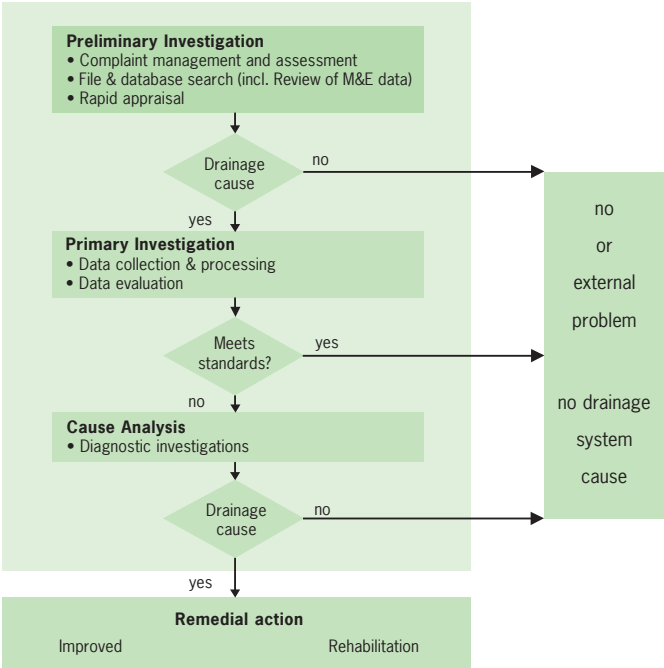 Preliminary Investigation
• Complaint management and assessment
• File & database search (incl. Review of M&E data)
• Rapid appraisal
Drainage
cause
no
yes
Primary Investigation
• Data collection & processing
• Data evaluation
Meets
standards?
yes
no
Cause Analysis
• Diagnostic investigations
Drainage
cause
no
yes
no
or
external
problem
no drainage
system
cause
Remedial action
Improved
Rehabilitation